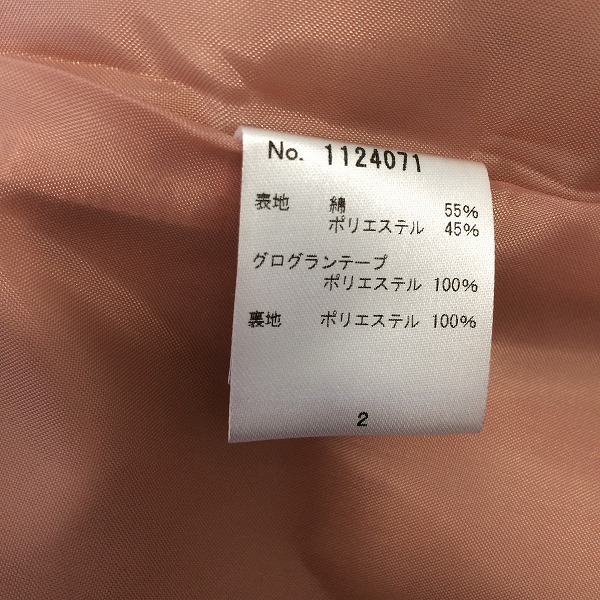 No. 1124071
表地 綿 55%
ポリエステル 45%
グログランテープ
ポリエステル 100%
裏地 ポリエステル 100%
2